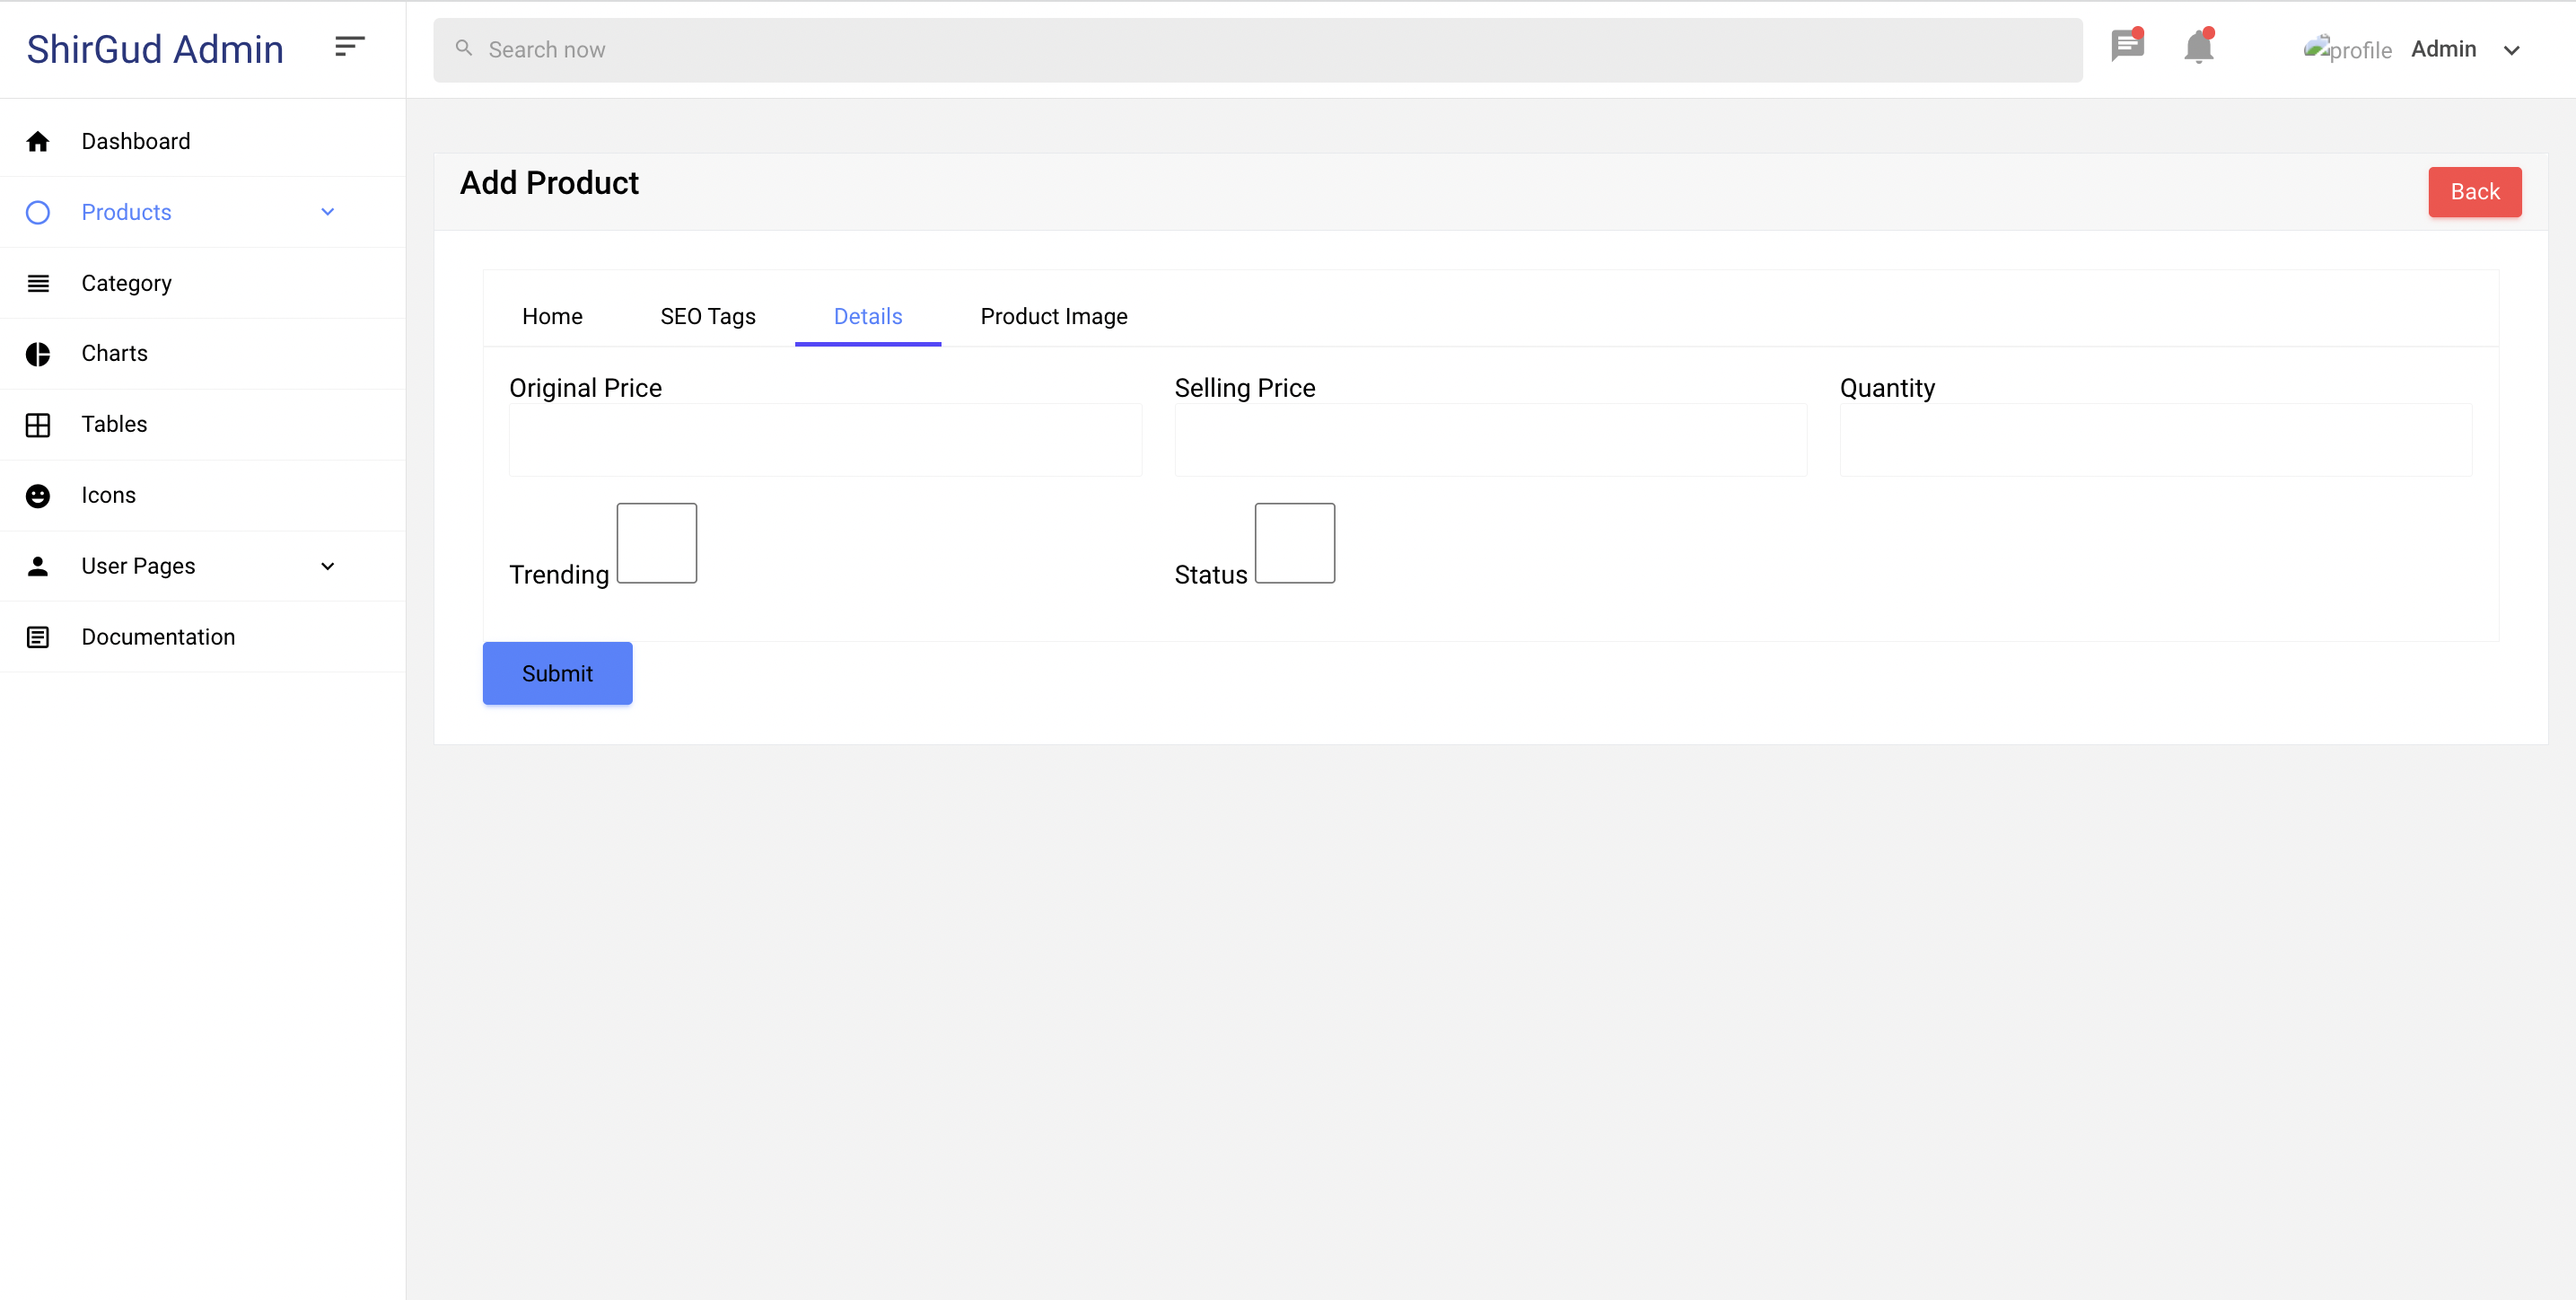 ShirGud Admin
Search now
profile Admin
Dashboard
Products
Category
Charts
Tables
Icons
User Pages
Documentation
Add Product
Back
Home SEO Tags Details Product Image
Original Price Selling Price Quantity
Trending Status
Submit